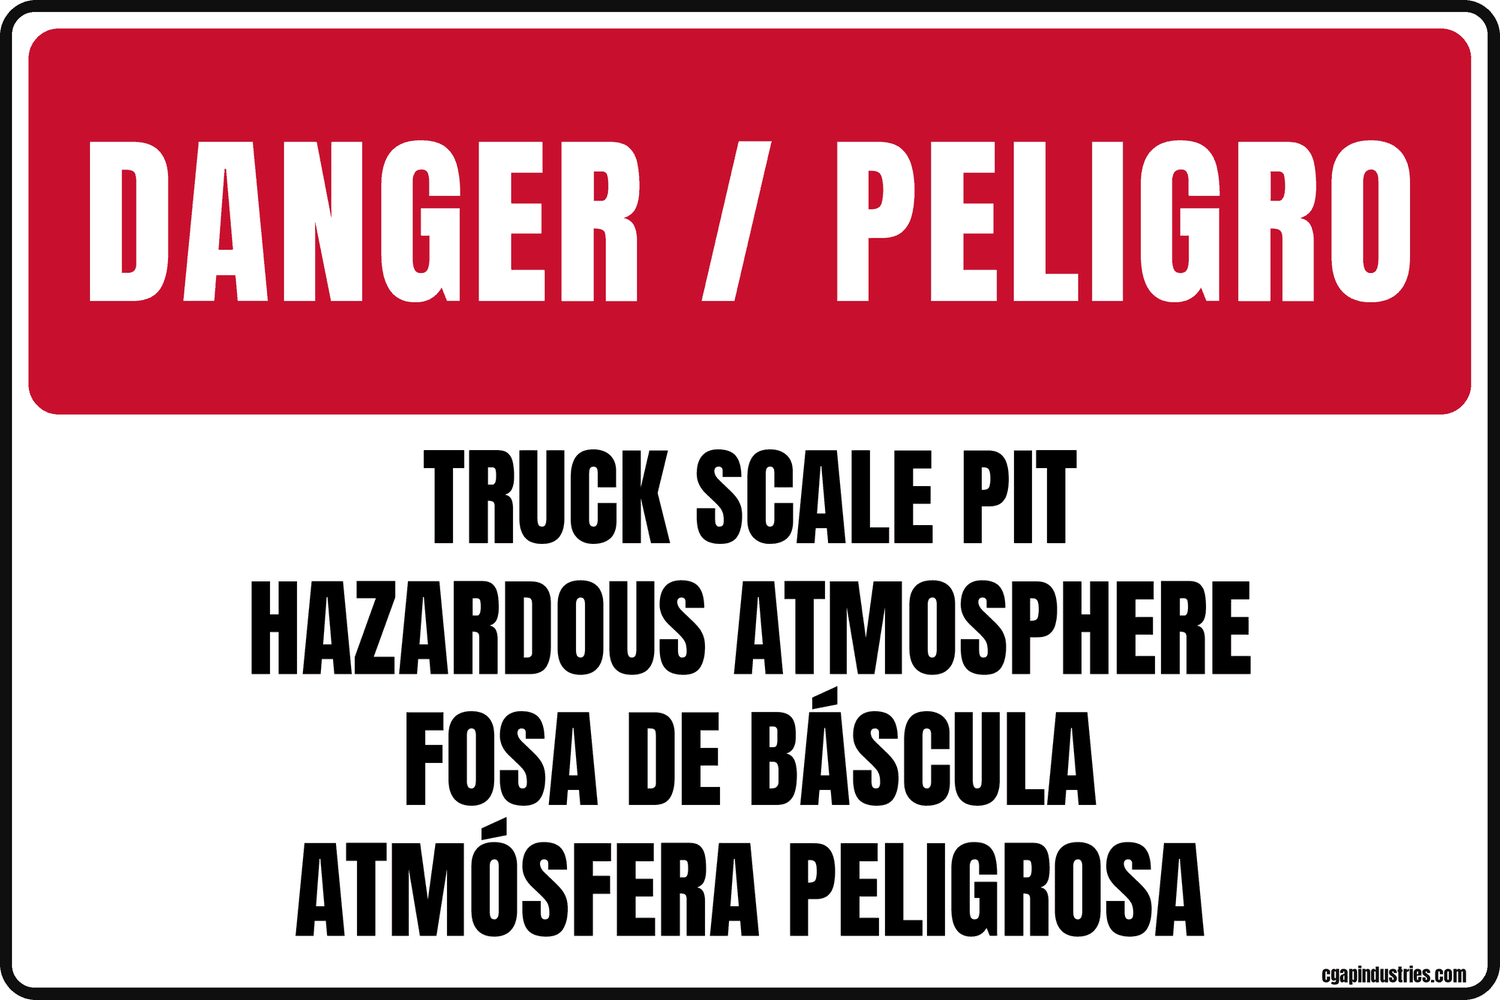 DANGER / PELIGRO
TRUCK SCALE PIT
HAZARDOUS ATMOSPHERE
FOSA DE BÁSCULA
ATMÓSFERA PELIGROSA
cgapindustries.com